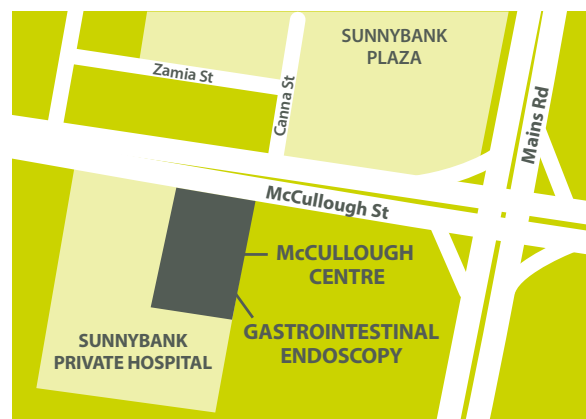 SUNNYBANK
PLAZA
Zamia St
Canna St
Mains Rd
McCullough St
McCULLOUGH
CENTRE
GASTROINTESTINAL
ENDOSCOPY
SUNNYBANK
PRIVATE HOSPITAL